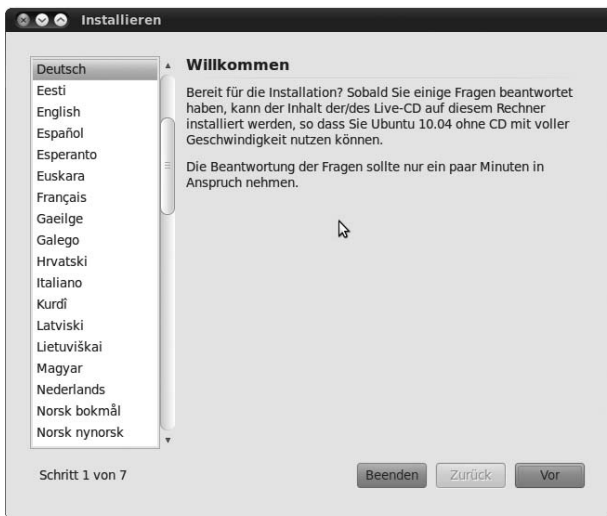 Installieren
Deutsch
Eesti
English
Español
Esperanto
Euskara
Français
Gaeilge
Galego
Hrvatski
Italiano
Kurdî
Latviski
Lietuviškai
Magyar
Nederlands
Norsk bokmål
Norsk nynorsk
Willkommen
Bereit für die Installation? Sobald Sie einige Fragen beantwortet
haben, kann der Inhalt der/des Live-CD auf diesem Rechner
installiert werden, so dass Sie Ubuntu 10.04 ohne CD mit voller
Geschwindigkeit nutzen können.
Die Beantwortung der Fragen sollte nur ein paar Minuten in
Anspruch nehmen.
Schritt 1 von 7
Beenden
Zurück
Vor